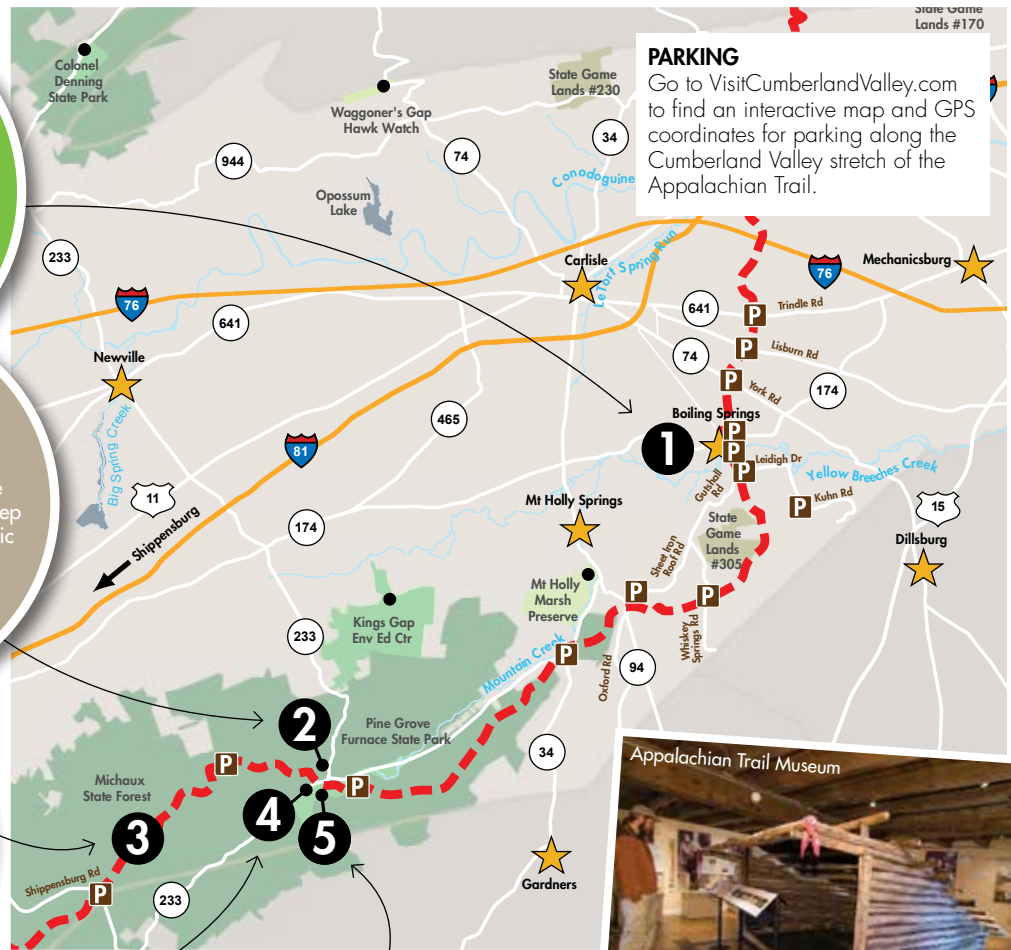 State Game
Lands #170
PARKING
Go to VisitCumberlandValley.com
to find an interactive map and GPS
coordinates for parking along the
Cumberland Valley stretch of the
Appalachian Trail.
Colonel
Denning
State Park
Waggoner's Gap
Hawk Watch
State Game
Lands #230
34
944
74
Conodoguine
Opossum
Lake
233
Carlisle
LeTort Spring Run
76
Mechanicsburg
76
641
641
P
Trindle Rd
P
Lisburn Rd
74
Newville
P
York Rd
174
465
Boiling Springs
P
1
P
81
P
Leidigh Dr
Big Spring Creek
Yellow Breeches Creek
Gutshall
Rd
11
P
Kuhn Rd
15
Mt Holly Springs
174
Shippensburg
State
Game
Lands
#305
Dillsburg
Sheet Iron
Roof Rd
Mt Holly
Marsh
Preserve
P
P
Kings Gap
Env Ed Ctr
233
Whiskey
Springs Rd
Mountain Creek
P
Oxford Rd
94
ep
ic
2
Pine Grove
Furnace State Park
34
P
P
Michaux
State Forest
4
5
3
Appalachian Trail Museum
Gardners
Shippensburg Rd
P
233